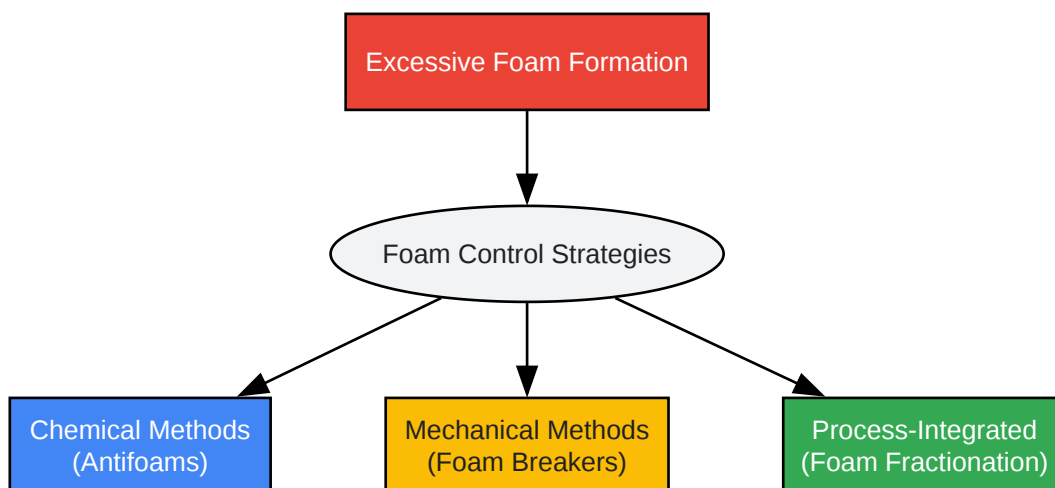 Excessive Foam Formation
Foam Control Strategies
Chemical Methods
(Antifoams)
Mechanical Methods
(Foam Breakers)
Process-Integrated
(Foam Fractionation)